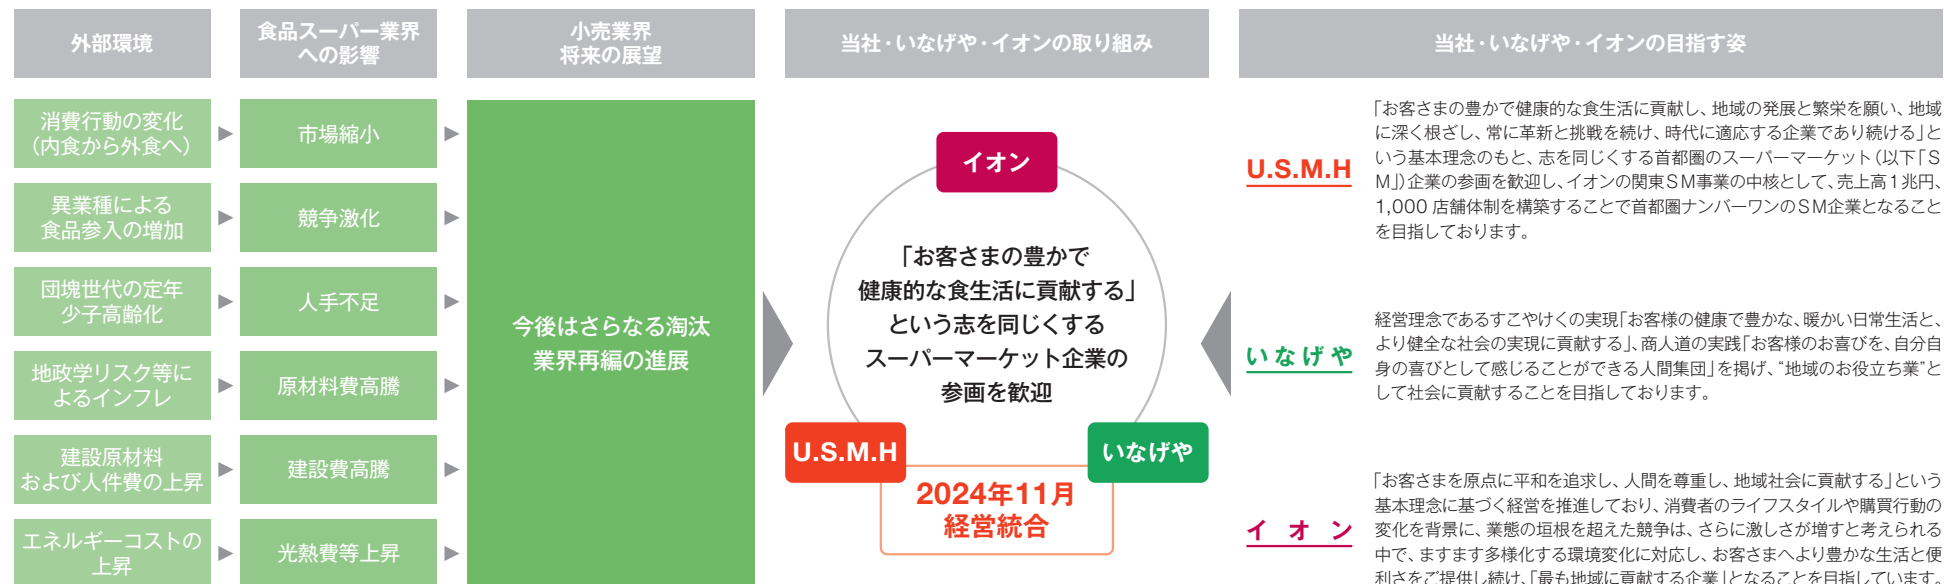 外部環境
食品スーパー業界
への影響
小売業界
将来の展望
当社・いなげや・イオンの取り組み
当社・いなげや・イオンの目指す姿
消費行動の変化
（内食から外食へ）
市場縮小
異業種による
食品参入の増加
競争激化
団塊世代の定年
少子高齢化
人手不足
地政学リスク等に
よるインフレ
原材料費高騰
建設原材料
および人件費の上昇
建設費高騰
エネルギーコストの
上昇
光熱費等上昇
今後はさらなる淘汰
業界再編の進展
イオン
「お客さまの豊かで
健康的な食生活に貢献する」
という志を同じくする
スーパーマーケット企業の
参画を歓迎
U.S.M.H
いなげや
2024年11月
経営統合
U.S.M.H
「お客さまの豊かで健康的な食生活に貢献し、地域の発展と繁栄を願い、地域
に深く根ざし、常に革新と挑戦を続け、時代に適応する企業であり続ける」と
いう基本理念のもと、志を同じくする首都圏のスーパーマーケット（以下「S
M」）企業の参画を歓迎し、イオンの関東SM事業の中核として、売上高1兆円、
1,000 店舗体制を構築することで首都圏ナンバーワンのSM企業となること
を目指しております。
いなげや
経営理念であるすこやけくの実現「お客様の健康で豊かな、暖かい日常生活と、
より健全な社会の実現に貢献する」、商人道の実践「お客様のお喜びを、自分自
身の喜びとして感じることができる人間集団」を掲げ、“地域のお役立ち業”と
して社会に貢献することを目指しております。
イオン
「お客さまを原点に平和を追求し、人間を尊重し、地域社会に貢献する」という
基本理念に基づく経営を推進しており、消費者のライフスタイルや購買行動の
変化を背景に、業態の垣根を超えた競争は、さらに激しさが増すと考えられる
中で、ますます多様化する環境変化に対応し、お客さまへより豊かな生活と便
利さをご提供し続け、「最も地域に貢献する企業」となることを目指しています。